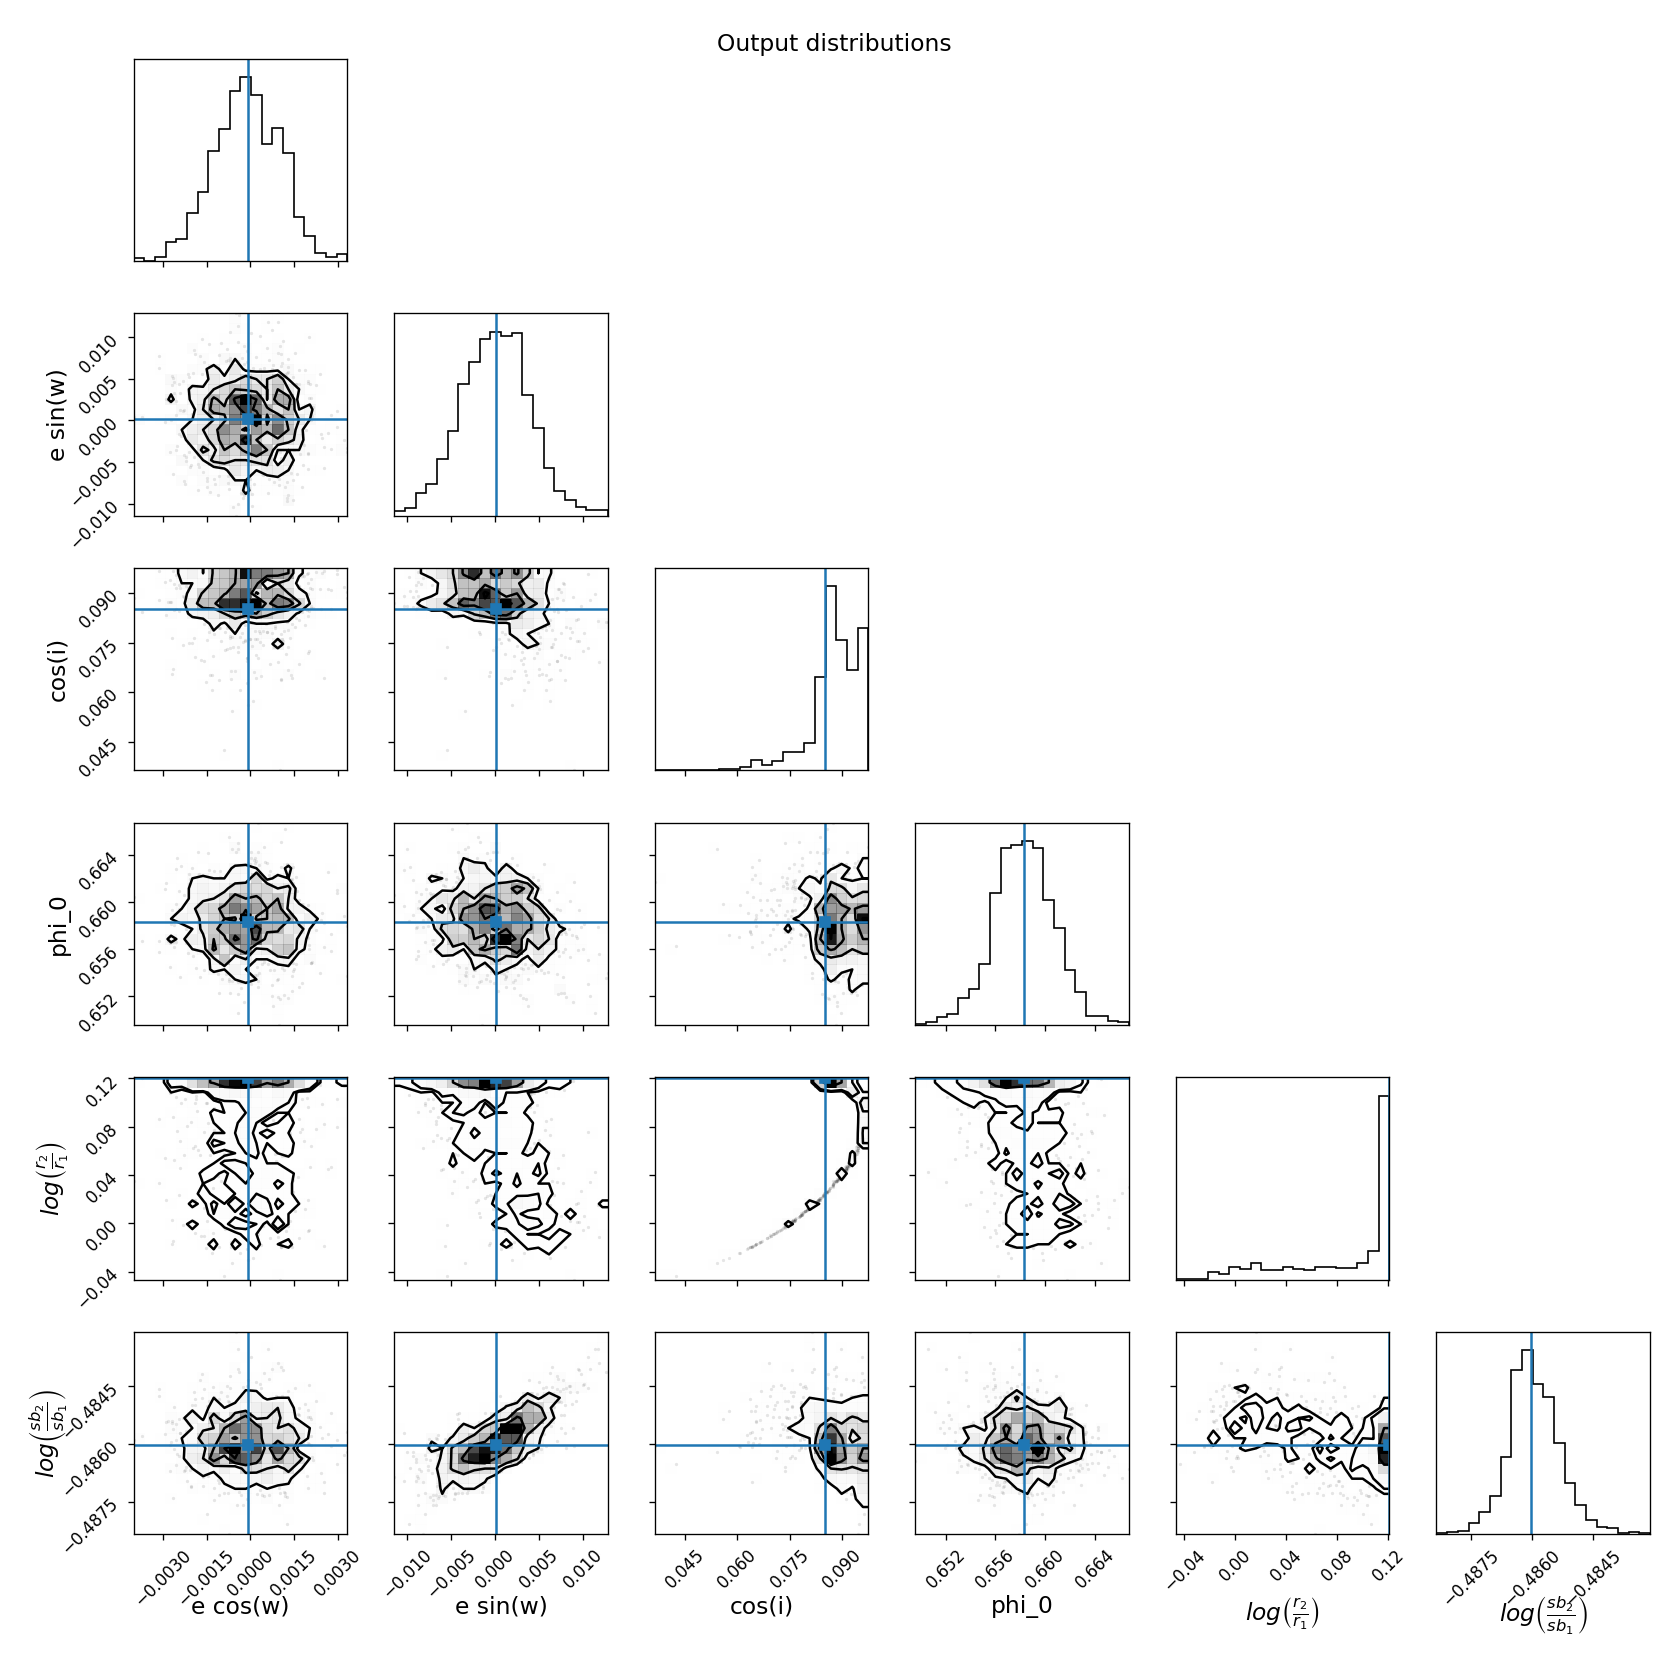 Output distributions
0.010
0.005
0.000
−0.005
−0.010
e sin(w)
0.090
0.075
0.060
0.045
cos(i)
0.664
0.660
0.656
0.652
phi_0
0.12
0.08
0.04
0.00
−0.04
log(r₂/r₁)
−0.4845
−0.4860
−0.4875
log(sb₂/sb₁)
−0.0030 −0.0015 0.0000 0.0015 0.0030
−0.010 −0.005 0.000 0.005 0.010
0.045 0.060 0.075 0.090
0.652 0.656 0.660 0.664
−0.04 0.00 0.04 0.08 0.12
−0.4875 −0.4860 −0.4845
e cos(w)
e sin(w)
cos(i)
phi_0
log(r₂/r₁)
log(sb₂/sb₁)